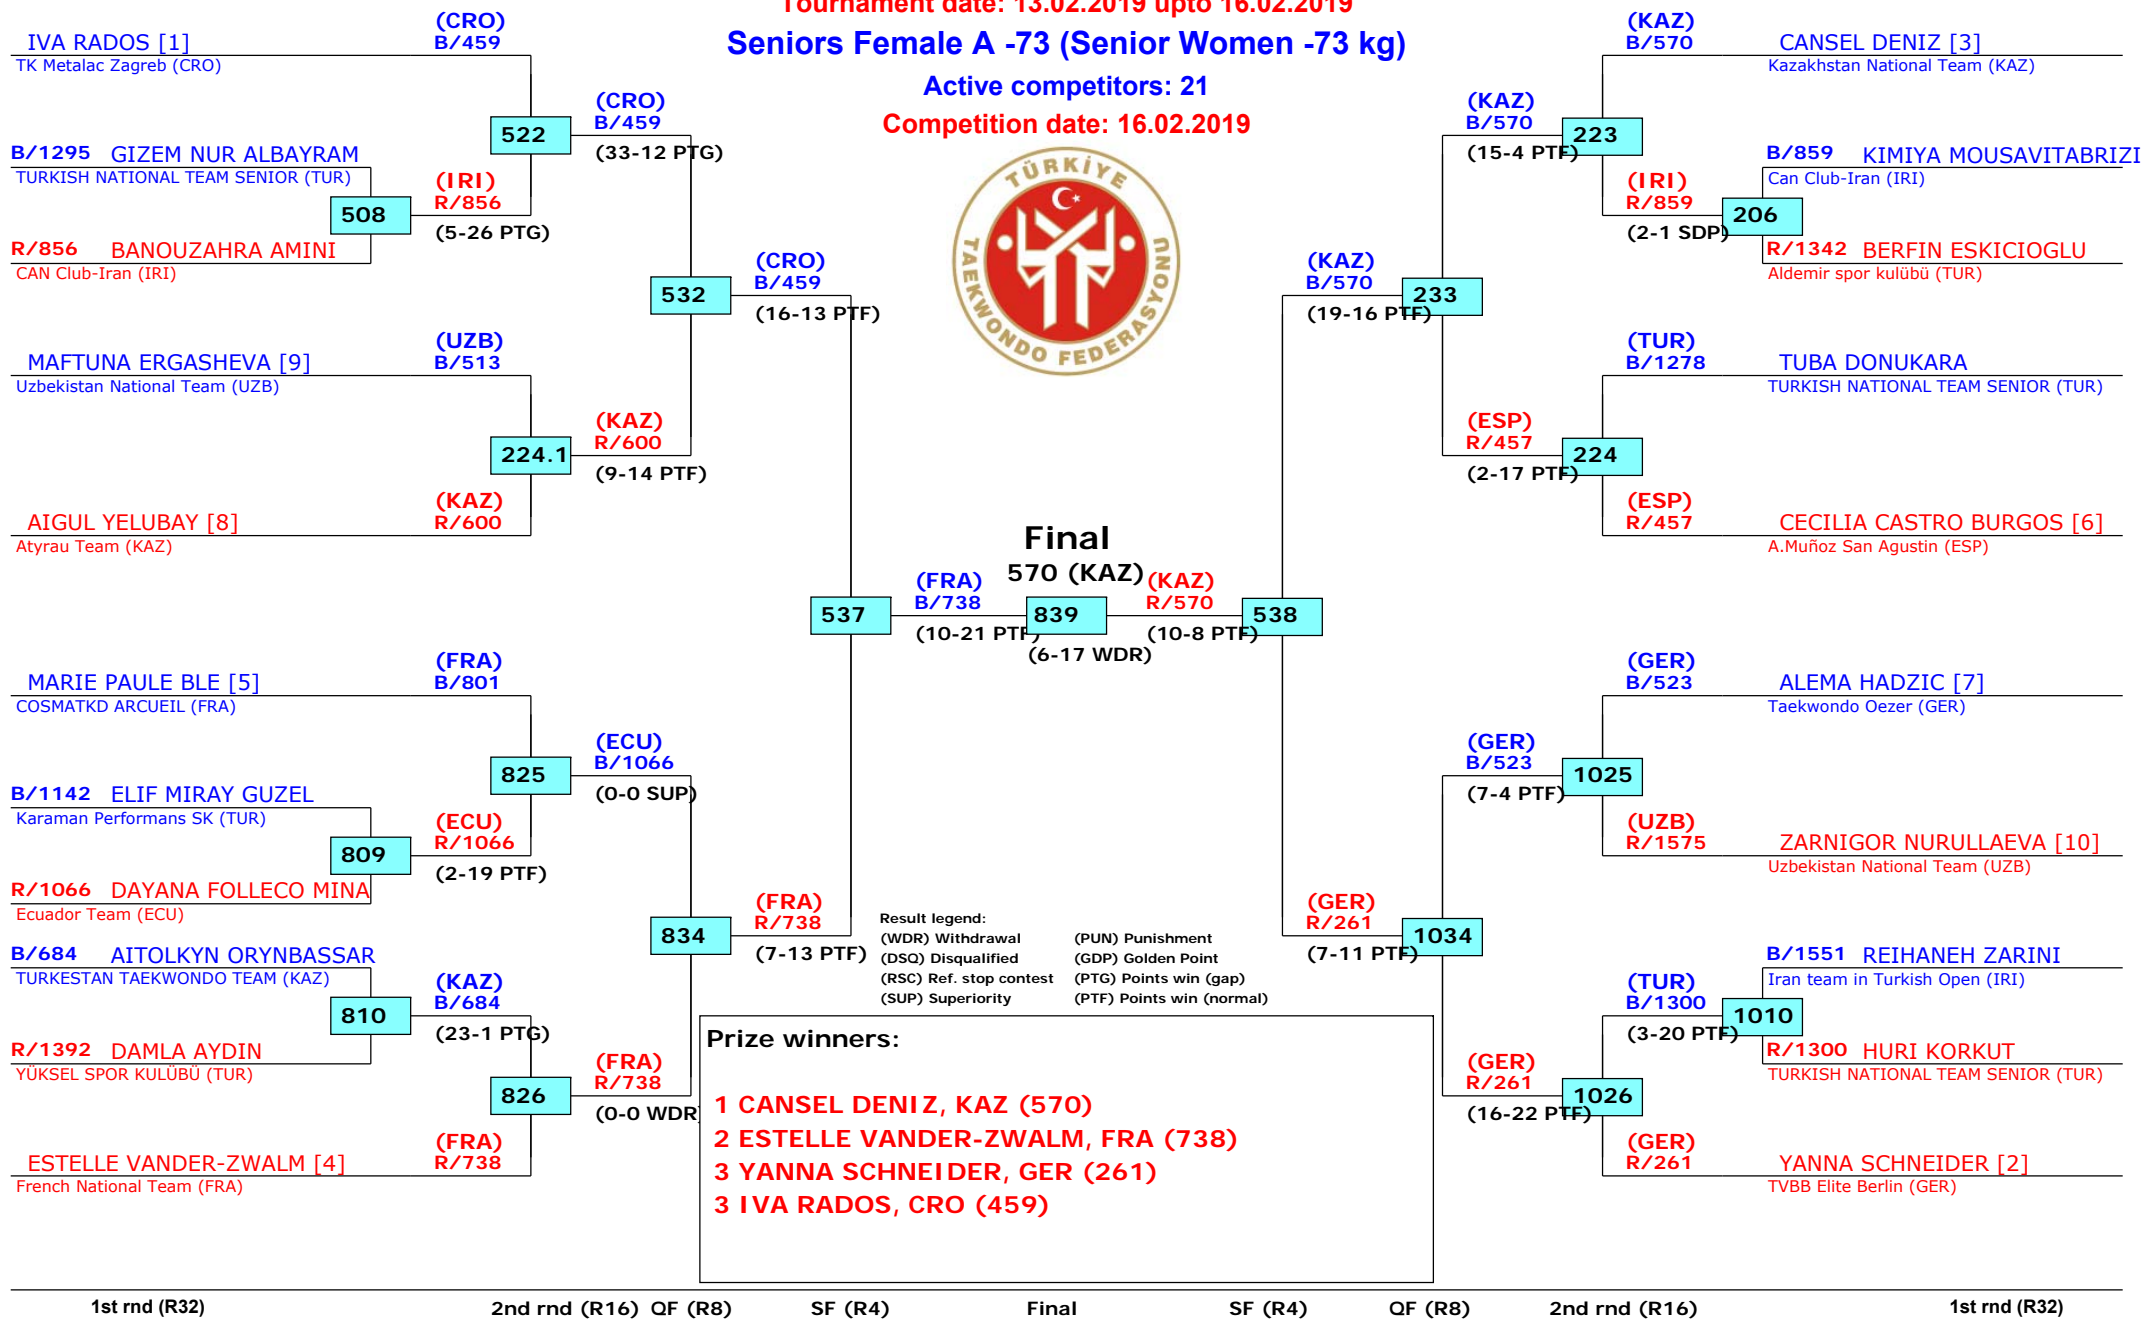 Tournament date: 13.02.2019 upto 16.02.2019
Seniors Female A -73 (Senior Women -73 kg)
Active competitors: 21
Competition date: 16.02.2019
TÜRKİYE
TAEKWONDO FEDERASYONU
IVA RADOS [1]
TK Metalac Zagreb (CRO)
(CRO)
B/459
B/1295 GIZEM NUR ALBAYRAM
TURKISH NATIONAL TEAM SENIOR (TUR)
508
R/856 BANOUZAHRA AMINI
CAN Club-Iran (IRI)
(IRI)
R/856
(5-26 PTG)
522
(CRO)
B/459
(33-12 PTG)
MAFTUNA ERGASHEVA [9]
Uzbekistan National Team (UZB)
(UZB)
B/513
224.1
AIGUL YELUBAY [8]
Atyrau Team (KAZ)
(KAZ)
R/600
(KAZ)
R/600
(9-14 PTF)
532
(CRO)
B/459
(16-13 PTF)
MARIE PAULE BLE [5]
COSMATKD ARCUEIL (FRA)
(FRA)
B/801
B/1142 ELIF MIRAY GUZEL
Karaman Performans SK (TUR)
809
R/1066 DAYANA FOLLECO MINA
Ecuador Team (ECU)
(ECU)
R/1066
(2-19 PTF)
825
(ECU)
B/1066
(0-0 SUP)
B/684 AITOLKYN ORYNBASSAR
TURKESTAN TAEKWONDO TEAM (KAZ)
810
R/1392 DAMLA AYDIN
YÜKSEL SPOR KULÜBÜ (TUR)
(KAZ)
B/684
(23-1 PTG)
826
ESTELLE VANDER-ZWALM [4]
French National Team (FRA)
(FRA)
R/738
(FRA)
R/738
(0-0 WDR)
834
(FRA)
R/738
(7-13 PTF)
537
(FRA)
B/738
(10-21 PTF)
Final
570 (KAZ)
839
(6-17 WDR)
(KAZ)
R/570
(10-8 PTF)
538
(KAZ)
B/570
(19-16 PTF)
233
(KAZ)
B/570
(15-4 PTF)
223
(KAZ)
B/570
CANSEL DENIZ [3]
Kazakhstan National Team (KAZ)
B/859 KIMIYA MOUSAVITABRIZI
Can Club-Iran (IRI)
(IRI)
R/859
(2-1 SDP)
206
R/1342 BERFIN ESKICIOGLU
Aldemir spor kulübü (TUR)
(TUR)
B/1278
TUBA DONUKARA
TURKISH NATIONAL TEAM SENIOR (TUR)
(ESP)
R/457
(2-17 PTF)
224
(ESP)
R/457
CECILIA CASTRO BURGOS [6]
A.Muñoz San Agustin (ESP)
(GER)
B/523
ALEMA HADZIC [7]
Taekwondo Oezer (GER)
(GER)
B/523
(7-4 PTF)
1025
(UZB)
R/1575
ZARNIGOR NURULLAEVA [10]
Uzbekistan National Team (UZB)
(GER)
R/261
(7-11 PTF)
1034
B/1551 REIHANEH ZARINI
Iran team in Turkish Open (IRI)
(TUR)
B/1300
(3-20 PTF)
1010
R/1300 HURI KORKUT
TURKISH NATIONAL TEAM SENIOR (TUR)
(GER)
R/261
(16-22 PTF)
1026
(GER)
R/261
YANNA SCHNEIDER [2]
TVBB Elite Berlin (GER)
Result legend:
(WDR) Withdrawal (PUN) Punishment
(DSQ) Disqualified (GDP) Golden Point
(RSC) Ref. stop contest (PTG) Points win (gap)
(SUP) Superiority (PTF) Points win (normal)
Prize winners:
1 CANSEL DENIZ, KAZ (570)
2 ESTELLE VANDER-ZWALM, FRA (738)
3 YANNA SCHNEIDER, GER (261)
3 IVA RADOS, CRO (459)
1st rnd (R32) 2nd rnd (R16) QF (R8) SF (R4) Final SF (R4) QF (R8) 2nd rnd (R16) 1st rnd (R32)